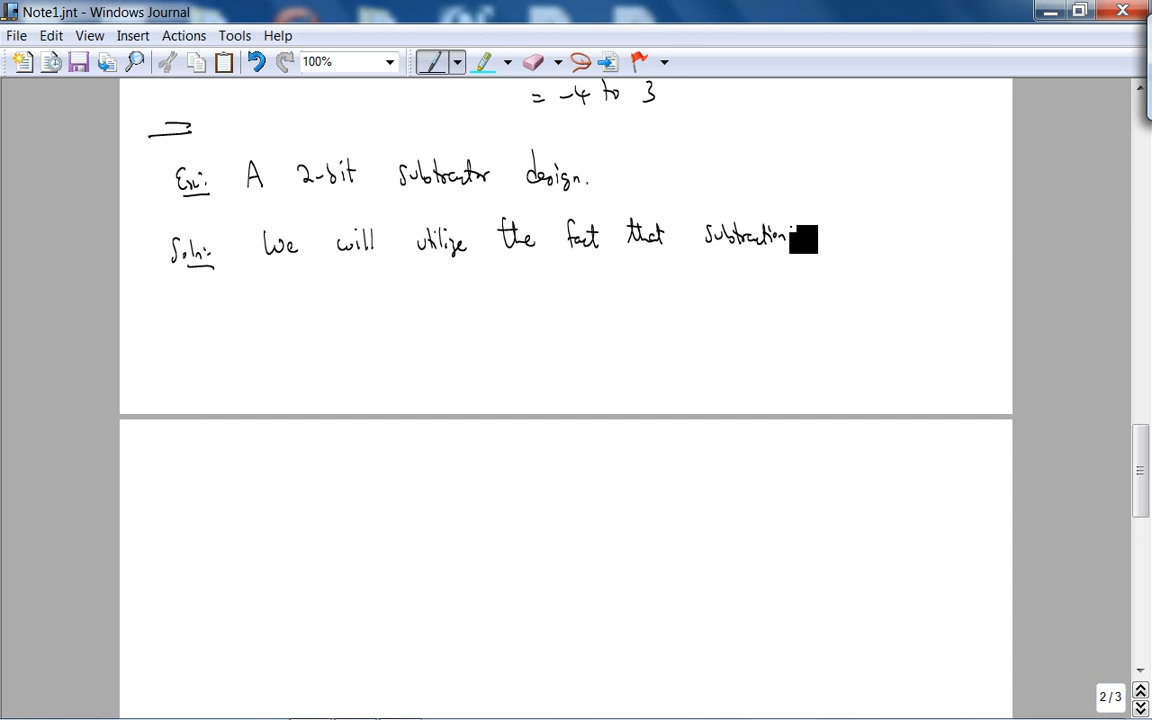 Note1.jnt - Windows Journal
File Edit View Insert Actions Tools Help
100%
= -4 to 3
Ex: A 2-bit subtractor design.
Soln: We will utilize the fact that subtraction
2 / 3